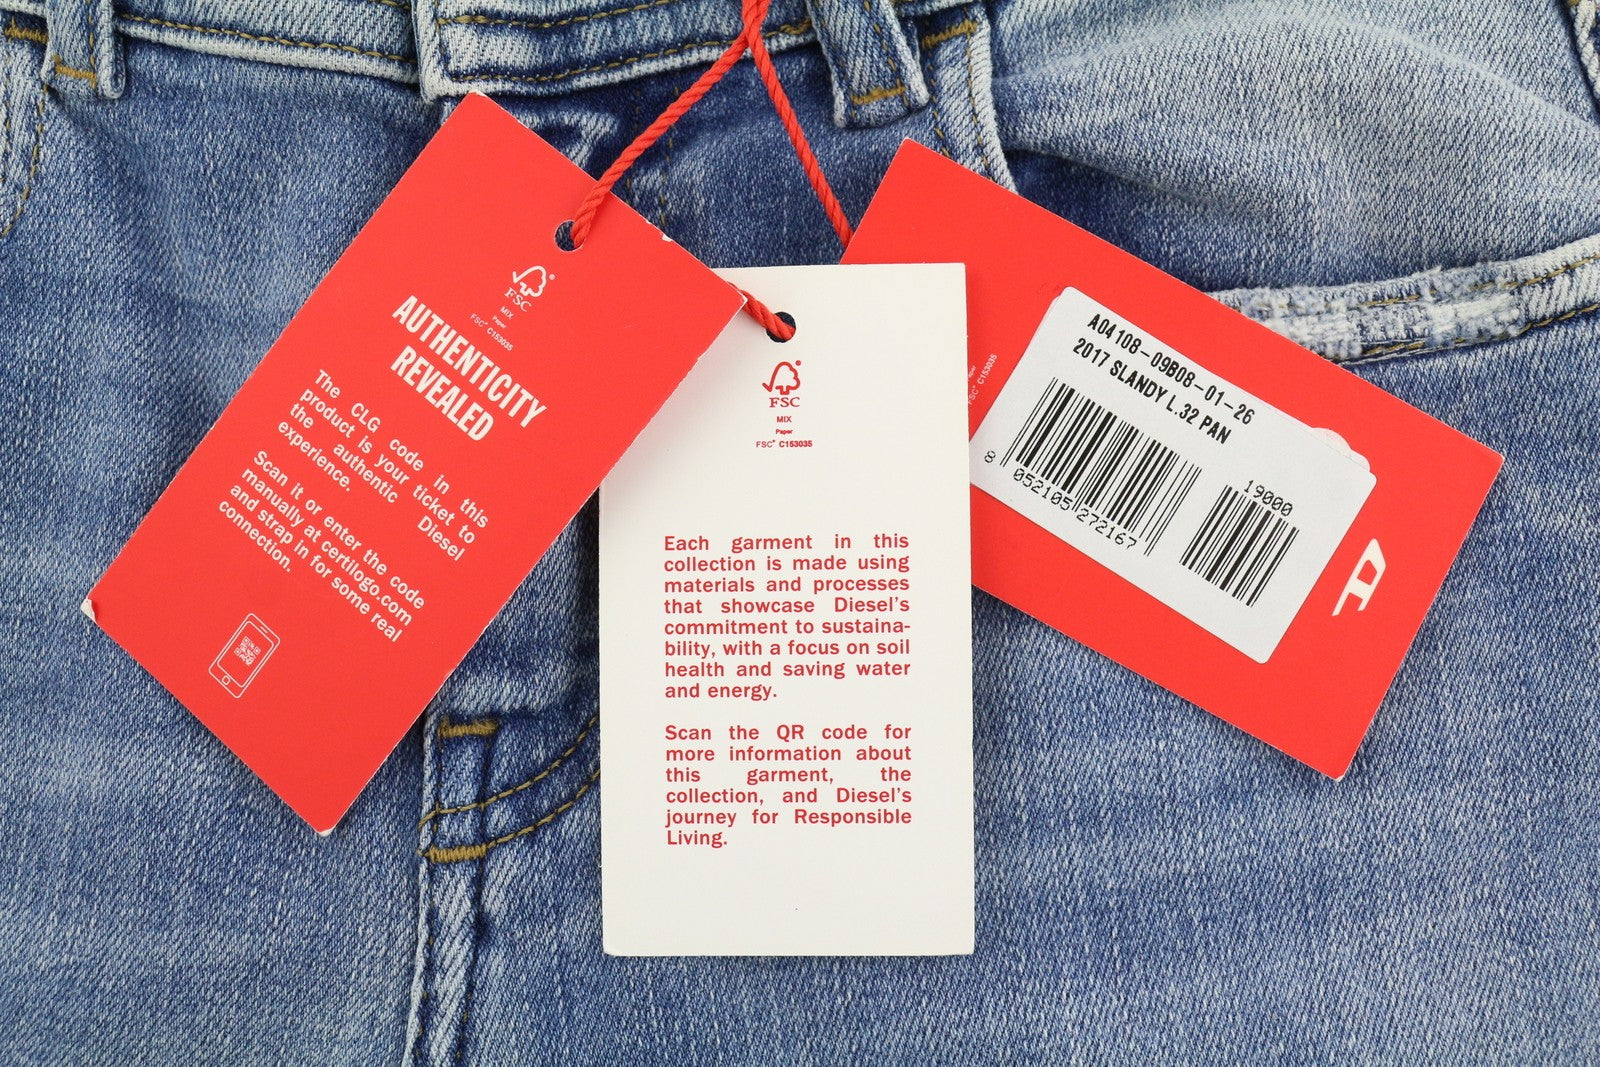 FSC®
MIX
Paper
FSC® C153035
AUTHENTICITY
REVEALED
The CLG code in this
product is your ticket to
the authentic Diesel
experience.
Scan it or enter the code
manually at certilogo.com
and strap in for some real
connection.
FSC®
MIX
Paper
FSC® C153035
Each garment in this
collection is made using
materials and processes
that showcase Diesel's
commitment to sustaina-
bility, with a focus on soil
health and saving water
and energy.
Scan the QR code for
more information about
this garment, the
collection, and Diesel's
journey for Responsible
Living.
C153035
A04108-09B08-01-26
2017 SLANDY L.32 PAN
19000
8 052105 272167
D